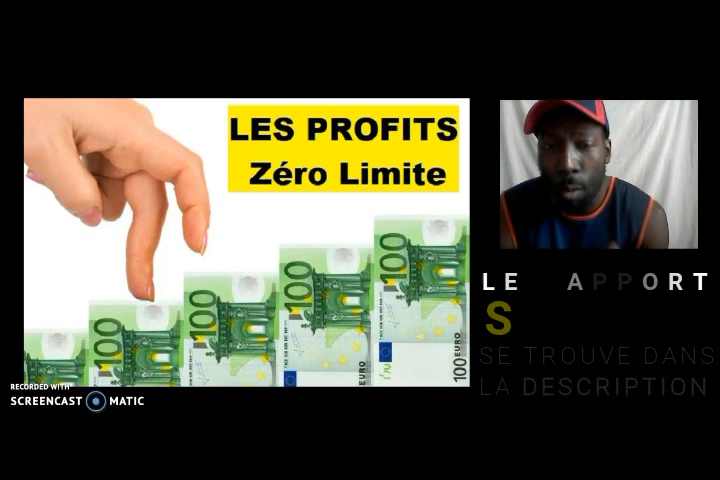 LES PROFITS
Zéro Limite
100
100
100
100
EURO
100 EURO
RECORDED WITH
SCREENCAST MATIC
LE APPORT
S
SE TROUVE DANS
LA DESCRIPTION